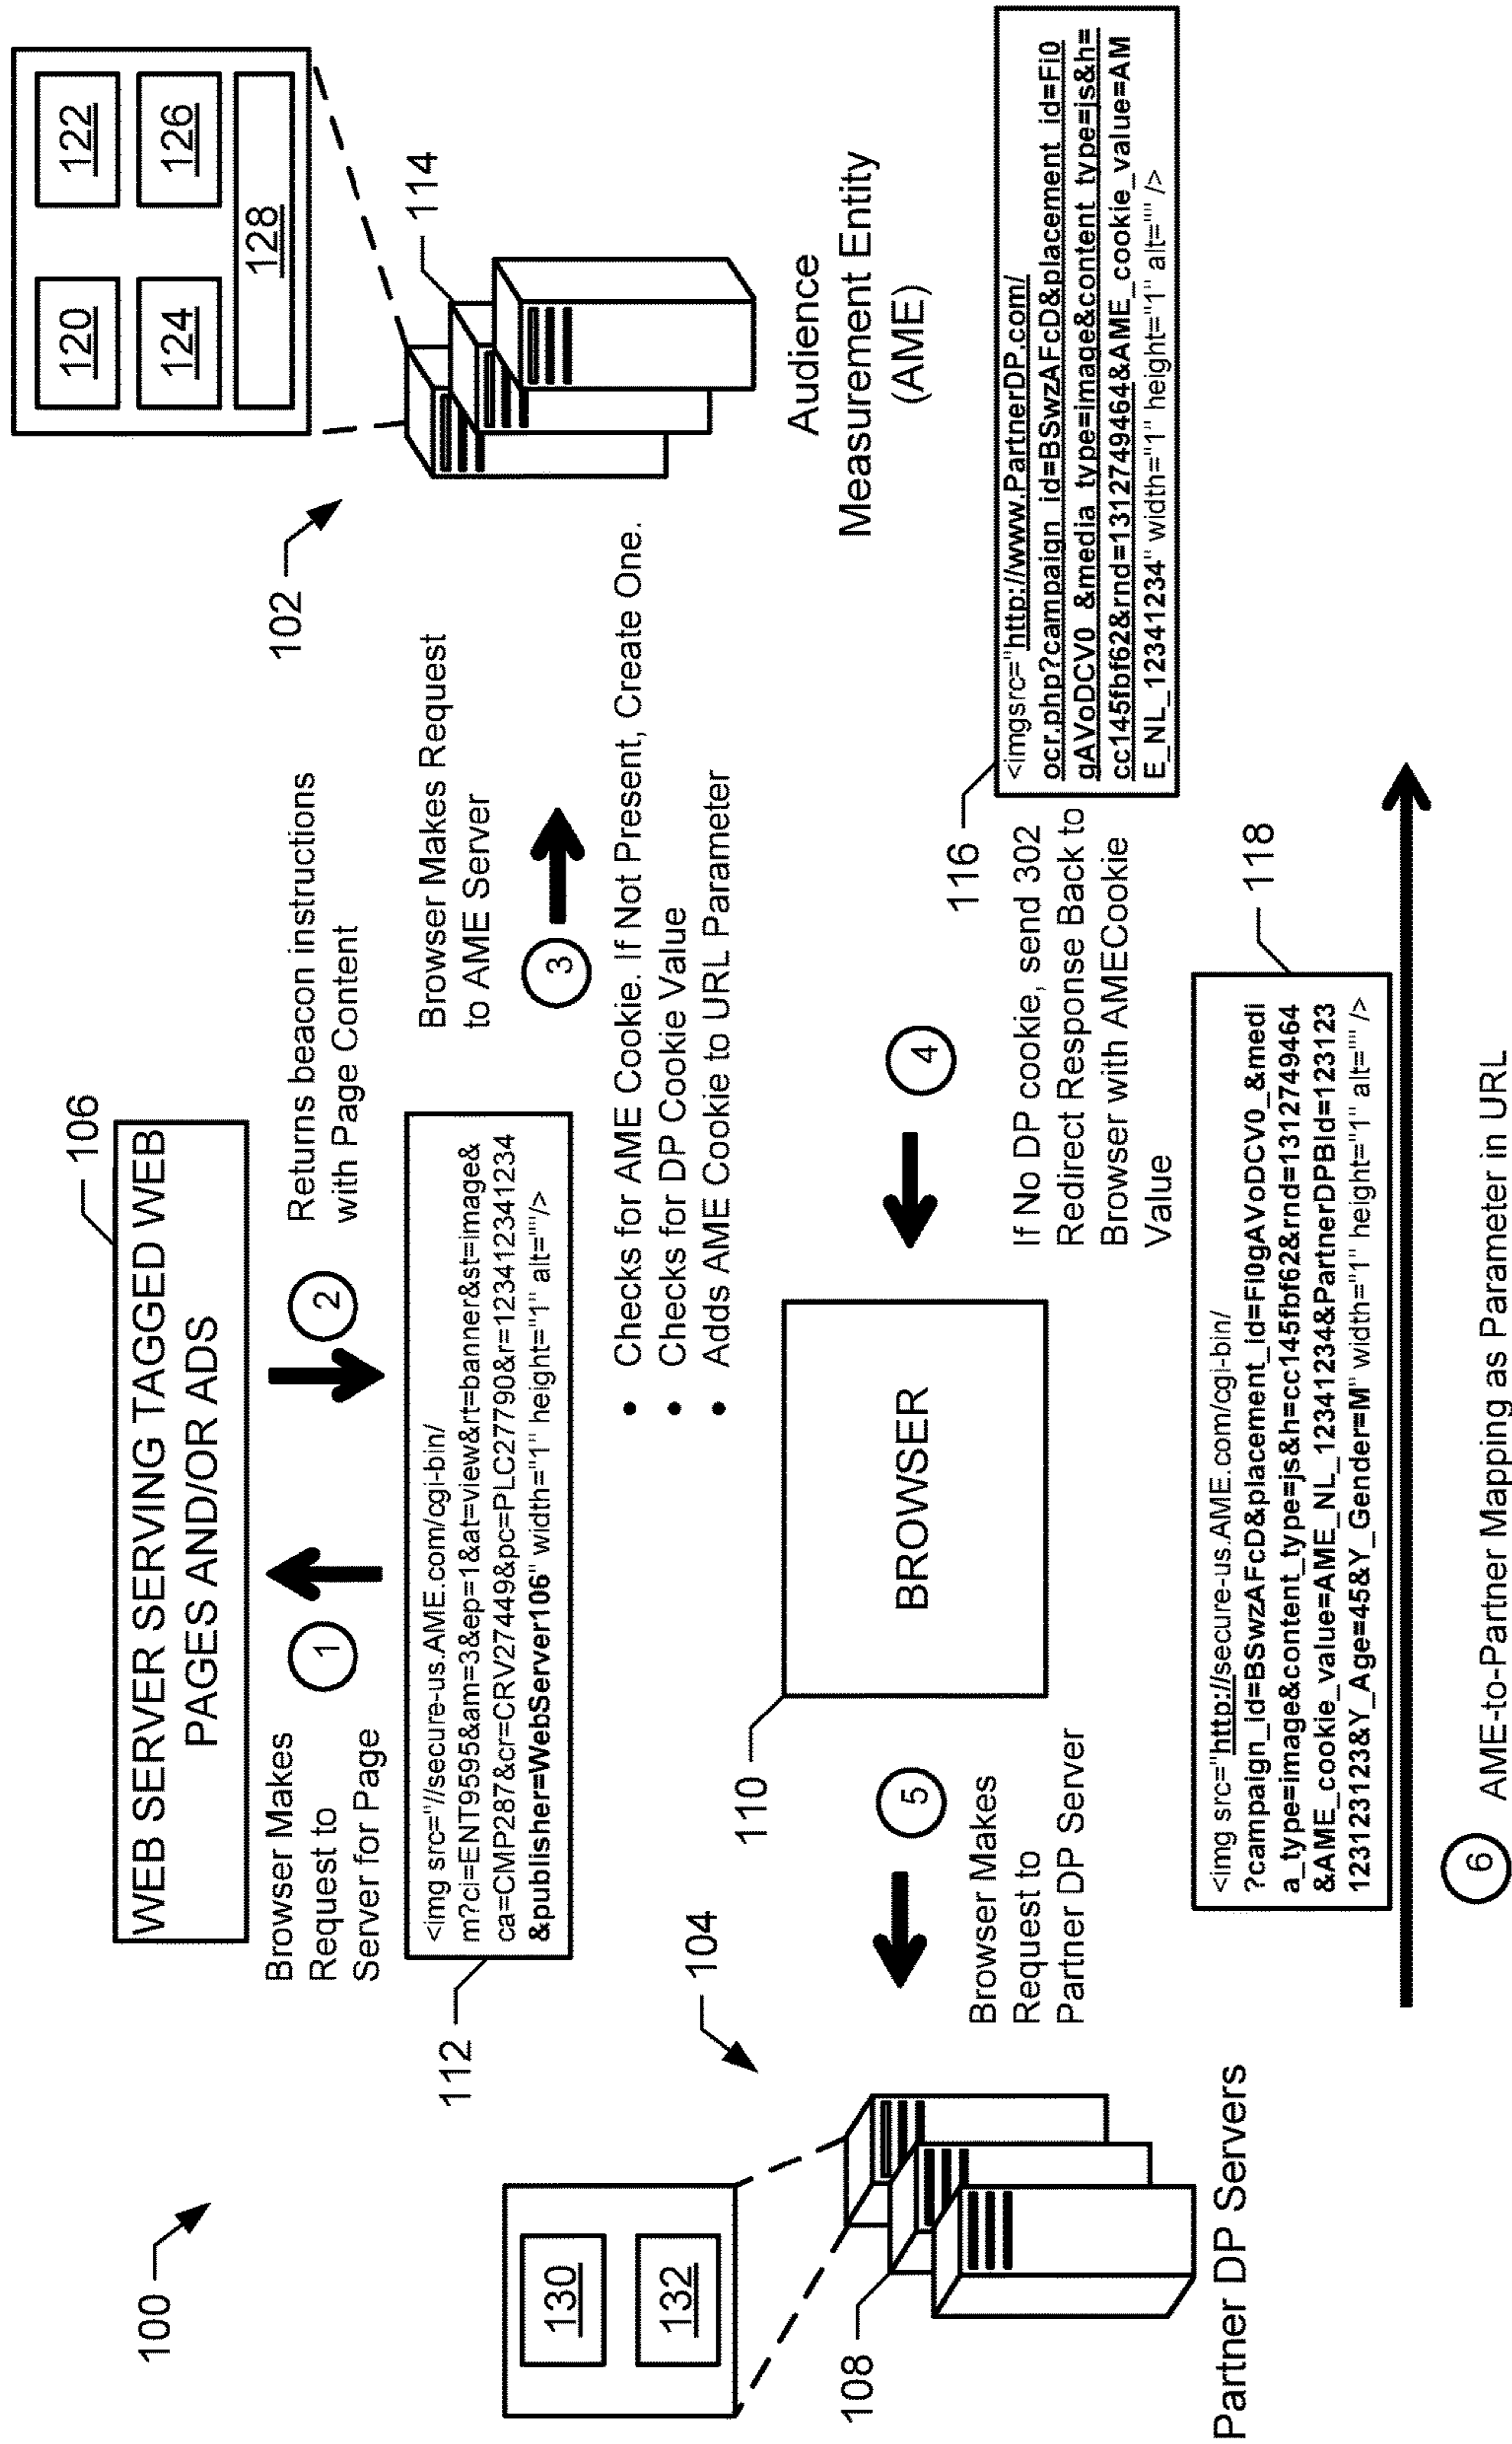 100
WEB SERVER SERVING TAGGED WEB
PAGES AND/OR ADS
106
Browser Makes
Request to
Server for Page
1
2
Returns beacon instructions
with Page Content
112
<img src="//secure-us.AME.com/cgi-bin/
m?ci=ENT9595&am=3&ep=1&at=view&rt=banner&st=image&
ca=CMP287&cr=CRV27449&pc=PLC27790&r=123412341234
&publisher=WebServer106" width="1" height="1" alt=""/>
Browser Makes Request
to AME Server
3
• Checks for AME Cookie. If Not Present, Create One.
• Checks for DP Cookie Value
• Adds AME Cookie to URL Parameter
102
120
122
124
126
128
114
Audience
Measurement Entity
(AME)
130
132
104
108
Partner DP Servers
5
Browser Makes
Request to
Partner DP Server
110
BROWSER
4
If No DP cookie, send 302
Redirect Response Back to
Browser with AMECookie
Value
116
<imgsrc="http://www.PartnerDP.com/
ocr.php?campaign_id=BSwzAFcD&placement_id=Fi0
gAVoDCV0_&media_type=image&content_type=js&h=
cc145fbf62&rnd=1312749464&AME_cookie_value=AM
E_NL_12341234" width="1" height="1" alt="" />
118
<img src="http://secure-us.AME.com/cgi-bin/
?campaign_id=BSwzAFcD&placement_id=Fi0gAVoDCV0_&medi
a_type=image&content_type=js&h=cc145fbf62&rnd=1312749464
&AME_cookie_value=AME_NL_12341234&PartnerDPBId=123123
123123123&Y_Age=45&Y_Gender=M" width="1" height="1" alt="" />
6
AME-to-Partner Mapping as Parameter in URL